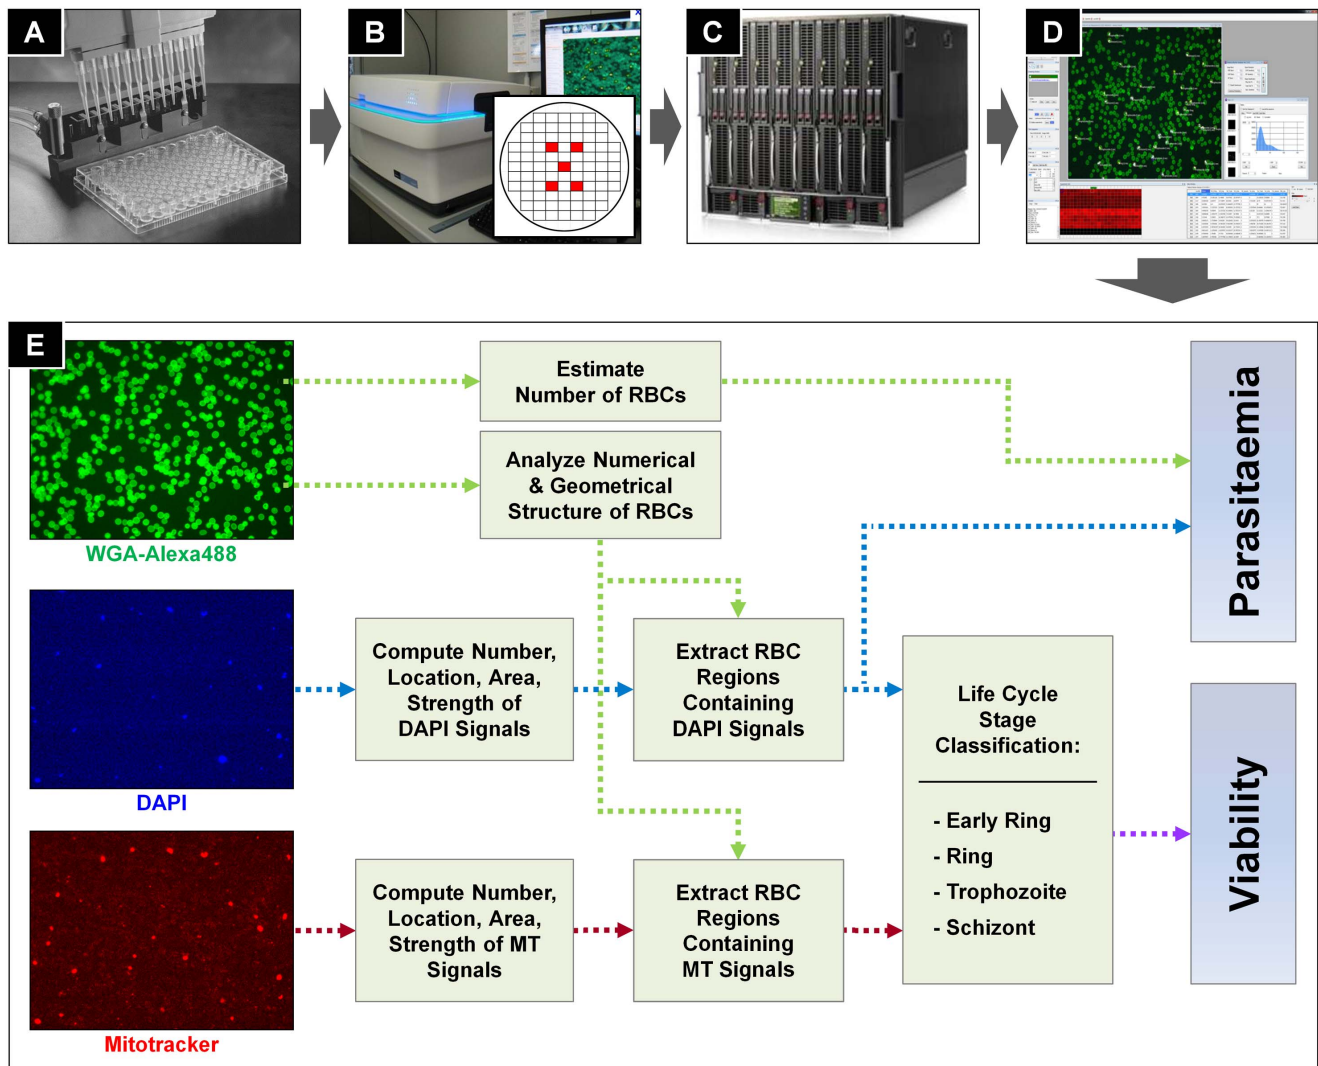 A
B
C
D
E
WGA-Alexa488
Estimate
Number of RBCs
Analyze Numerical
& Geometrical
Structure of RBCs
Parasitaemia
DAPI
Compute Number,
Location, Area,
Strength of
DAPI Signals
Extract RBC
Regions
Containing
DAPI Signals
Life Cycle
Stage
Classification:
- Early Ring
- Ring
- Trophozoite
- Schizont
Viability
Mitotracker
Compute Number,
Location, Area,
Strength of MT
Signals
Extract RBC
Regions
Containing
MT Signals